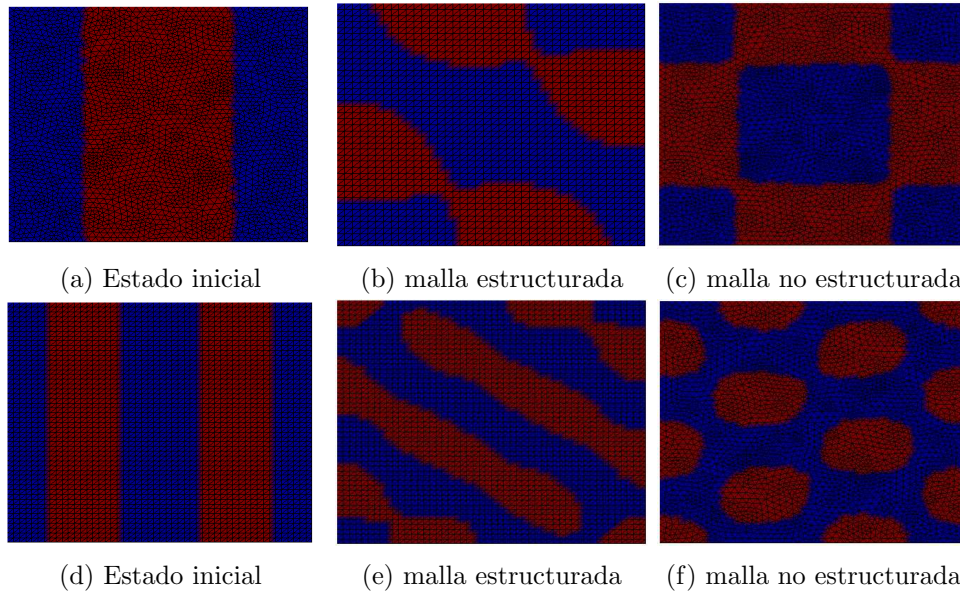 (a) Estado inicial
(b) malla estructurada
(c) malla no estructurada
(d) Estado inicial
(e) malla estructurada
(f) malla no estructurada